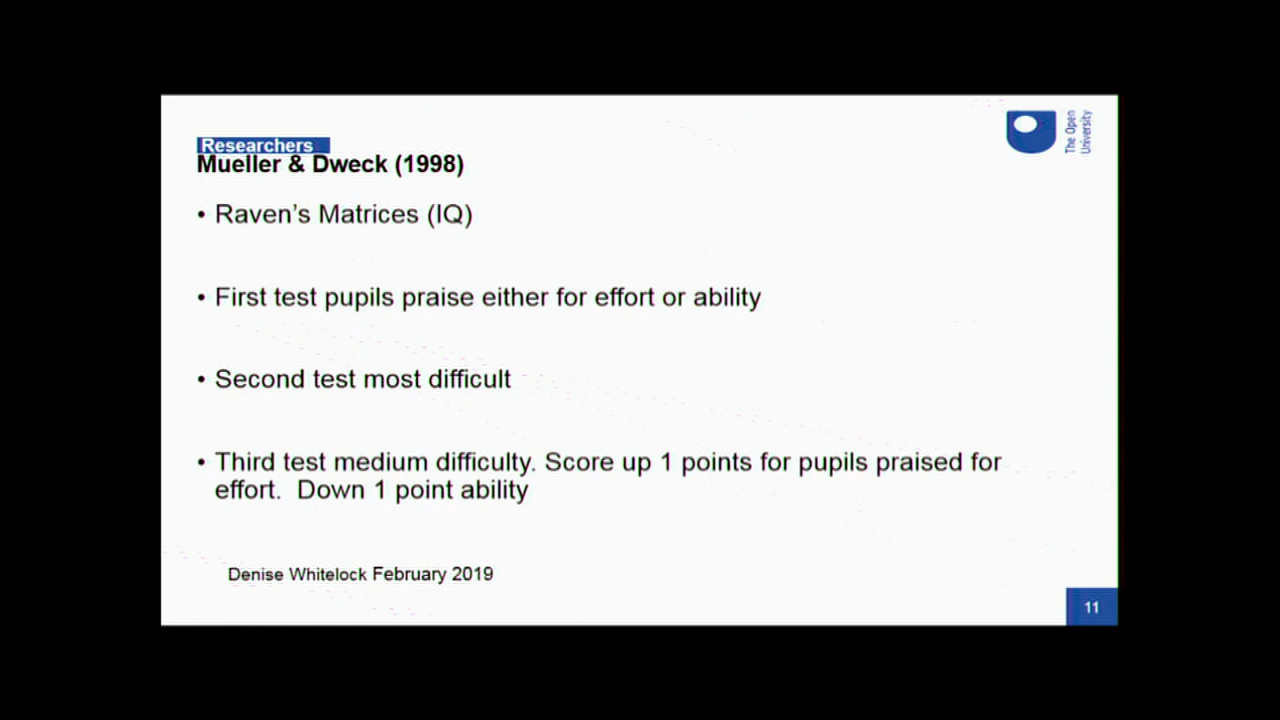 Researchers
Mueller & Dweck (1998)
The Open
University
• Raven's Matrices (IQ)
• First test pupils praise either for effort or ability
• Second test most difficult
• Third test medium difficulty. Score up 1 points for pupils praised for
effort.  Down 1 point ability
Denise Whitelock February 2019
11